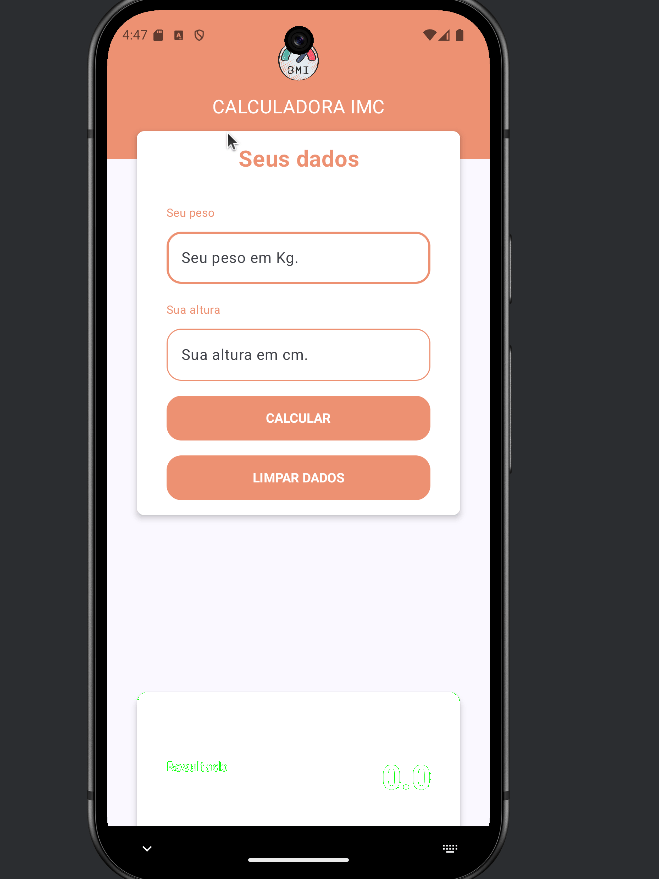 4:47
BMI
CALCULADORA IMC
Seus dados
Seu peso
Seu peso em Kg.
Sua altura
Sua altura em cm.
CALCULAR
LIMPAR DADOS
Resultado
0.0